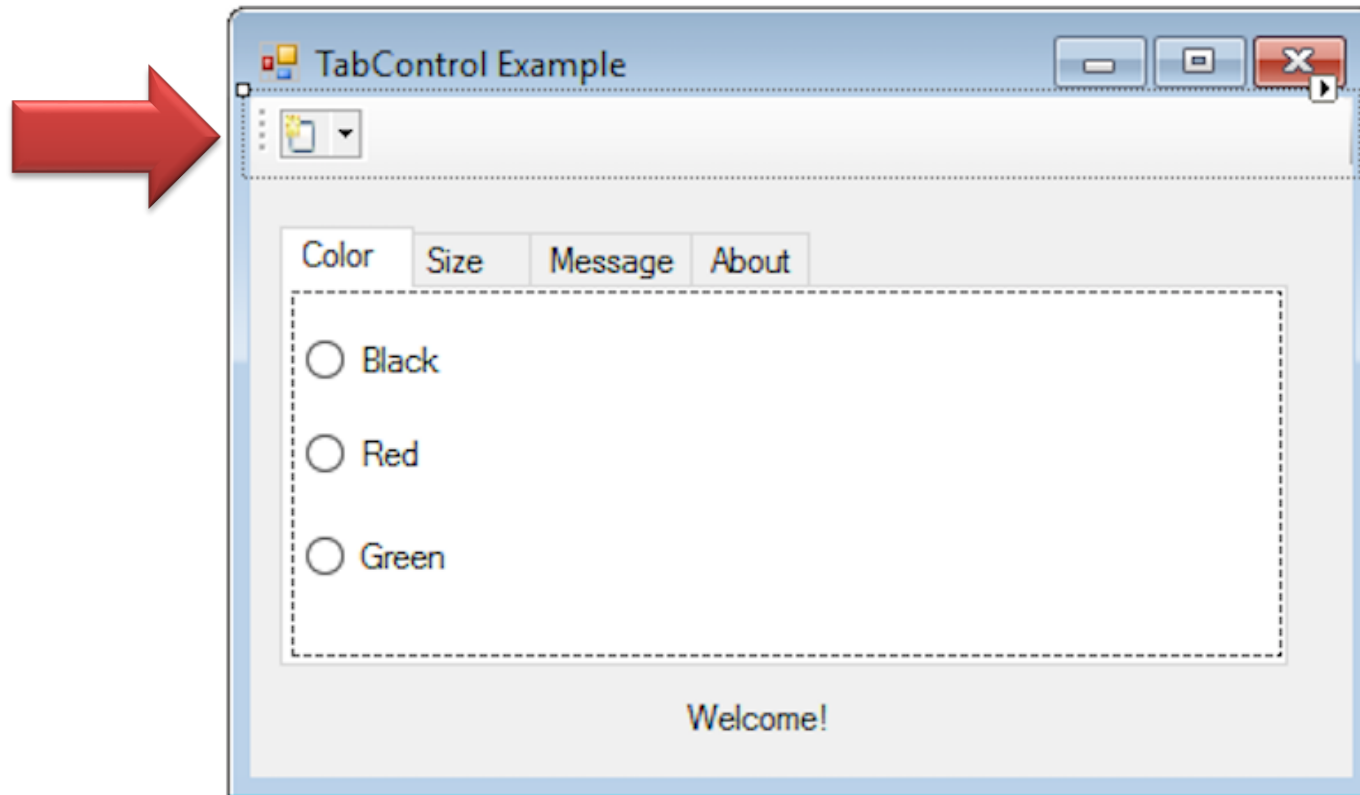 TabControl Example
Color Size Message About
Black
Red
Green
Welcome!